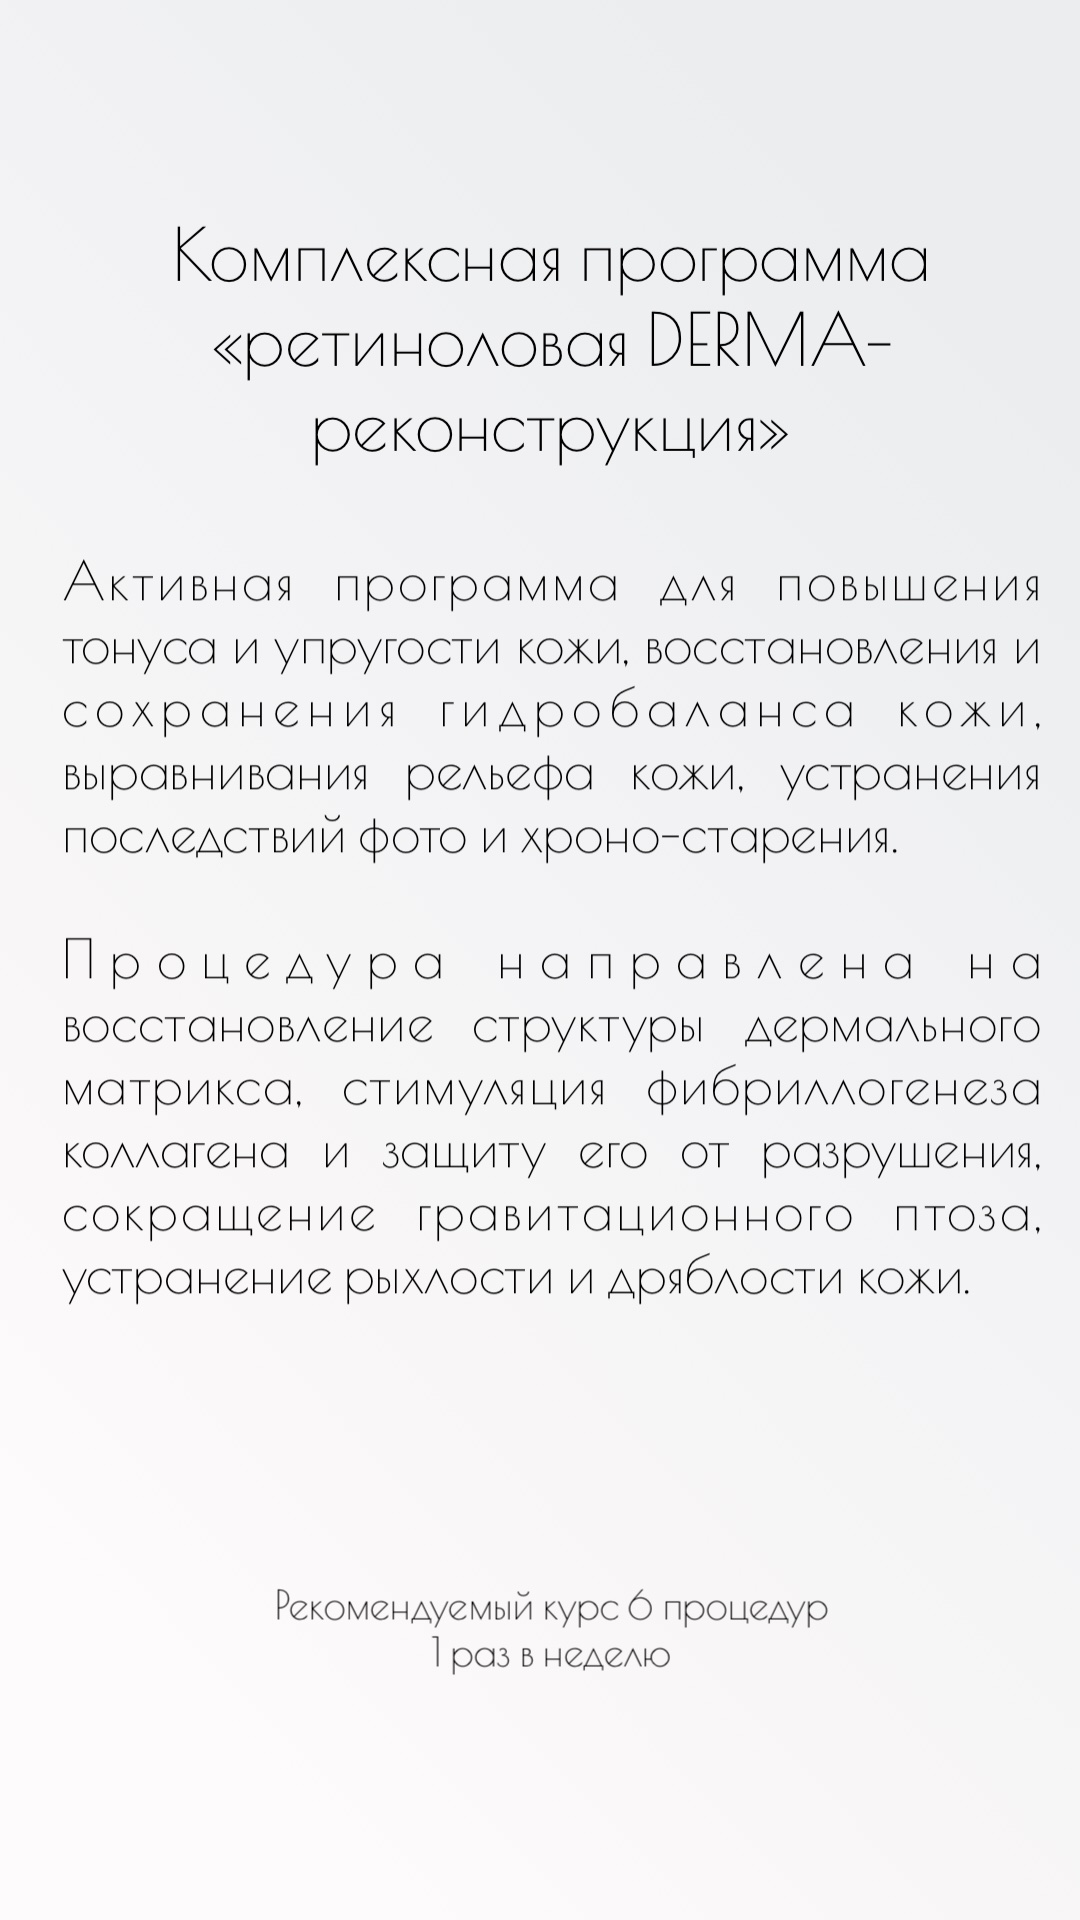 Комплексная программа
«ретиноловая DERMA-
реконструкция»
Активная программа для повышения
тонуса и упругости кожи, восстановления и
сохранения гидробаланса кожи,
выравнивания рельефа кожи, устранения
последствий фото и хроно-старения.
Процедура направлена на
восстановление структуры дермального
матрикса, стимуляция фибриллогенеза
коллагена и защиту его от разрушения,
сокращение гравитационного птоза,
устранение рыхлости и дряблости кожи.
Рекомендуемый курс 6 процедур
1 раз в неделю